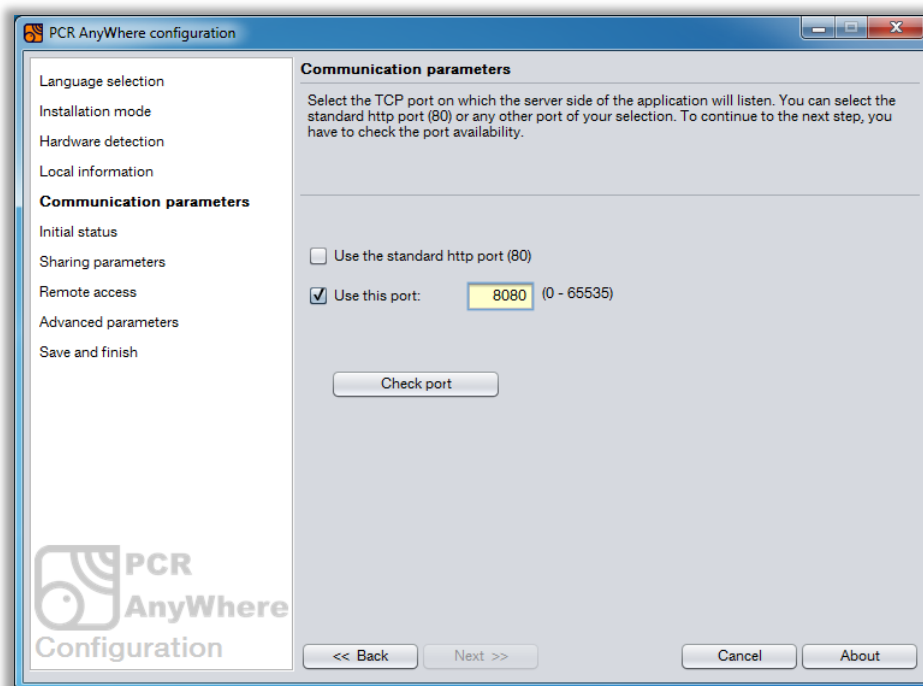 PCR AnyWhere configuration
Language selection
Installation mode
Hardware detection
Local information
Communication parameters
Initial status
Sharing parameters
Remote access
Advanced parameters
Save and finish
PCR
AnyWhere
Configuration
Communication parameters
Select the TCP port on which the server side of the application will listen. You can select the
standard http port (80) or any other port of your selection. To continue to the next step, you
have to check the port availability.
Use the standard http port (80)
Use this port: 8080 (0 - 65535)
Check port
<< Back Next >> Cancel About